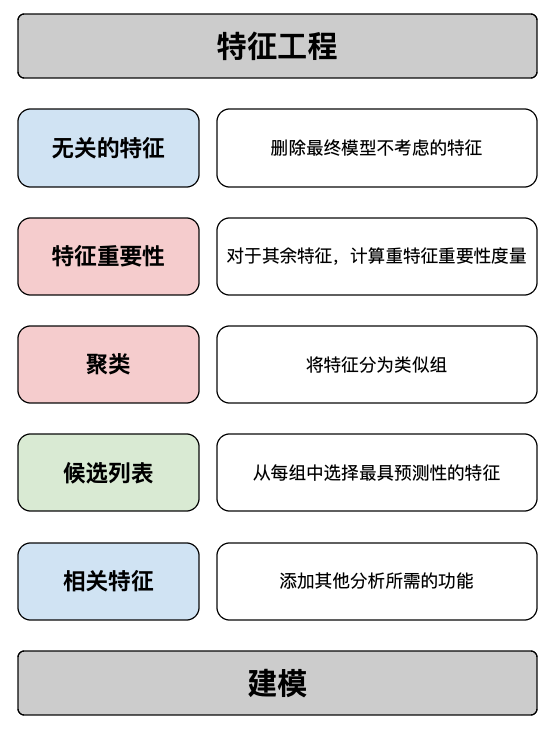 特征工程
无关的特征
删除最终模型不考虑的特征
特征重要性
对于其余特征，计算重特征重要性度量
聚类
将特征分为类似组
候选列表
从每组中选择最具预测性的特征
相关特征
添加其他分析所需的功能
建模